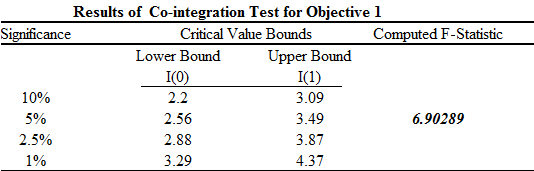 Results of Co-integration Test for Objective 1
Significance Critical Value Bounds Computed F-Statistic
Lower Bound Upper Bound
I(0) I(1)
10% 2.2 3.09
5% 2.56 3.49 6.90289
2.5% 2.88 3.87
1% 3.29 4.37